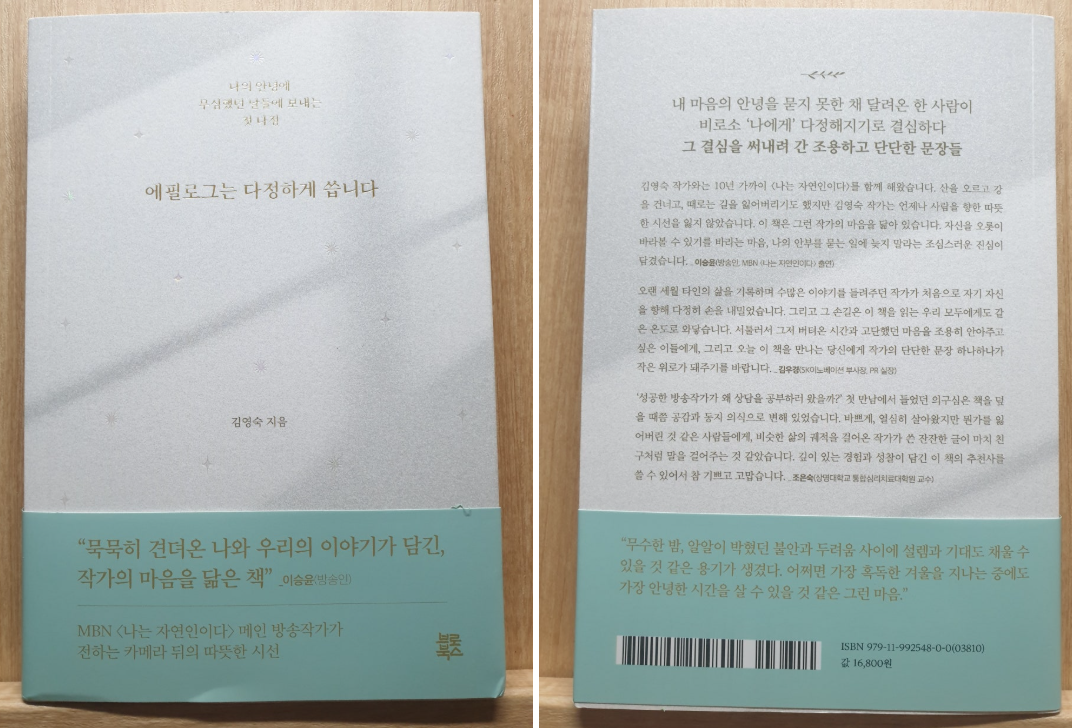 나의 안녕에
무심했던 날들에 보내는
첫 다정
에필로그는 다정하게 씁니다
김영숙 지음
“묵묵히 견뎌온 나와 우리의 이야기가 담긴,
작가의 마음을 닮은 책” _이승윤(방송인)
MBN 〈나는 자연인이다〉 메인 방송작가가
전하는 카메라 뒤의 따뜻한 시선
브로
북스
내 마음의 안녕을 묻지 못한 채 달려온 한 사람이
비로소 ‘나에게’ 다정해지기로 결심하다
그 결심을 써내려 간 조용하고 단단한 문장들
김영숙 작가와는 10년 가까이 〈나는 자연인이다〉를 함께 해왔습니다. 산을 오르고 강
을 건너고, 때로는 길을 잃어버리기도 했지만 김영숙 작가는 언제나 사람을 향한 따뜻
한 시선을 잃지 않았습니다. 이 책은 그런 작가의 마음을 닮아 있습니다. 자신을 오롯이
바라볼 수 있기를 바라는 마음, 나의 안부를 묻는 일에 늦지 말라는 조심스러운 진심이
담겼습니다. _이승윤(방송인, MBN 〈나는 자연인이다〉 출연)
오랜 세월 타인의 삶을 기록하며 수많은 이야기를 들려주던 작가가 처음으로 자기 자신
을 향해 다정히 손을 내밀었습니다. 그리고 그 손길은 이 책을 읽는 우리 모두에게도 같
은 온도로 와닿습니다. 서툴러서 그저 버텨온 시간과 고단했던 마음을 조용히 안아주고
싶은 이들에게, 그리고 오늘 이 책을 만나는 당신에게 작가의 단단한 문장 하나하나가
작은 위로가 돼주기를 바랍니다. _김우경(SK이노베이션 부사장, PR 실장)
‘성공한 방송작가가 왜 상담을 공부하러 왔을까?’ 첫 만남에서 들었던 의구심은 책을 덮
을 때쯤 공감과 동지 의식으로 변해 있었습니다. 바쁘게, 열심히 살아왔지만 뭔가를 잃
어버린 것 같은 사람들에게, 비슷한 삶의 궤적을 걸어온 작가가 쓴 잔잔한 글이 마치 친
구처럼 말을 걸어주는 것 같았습니다. 깊이 있는 경험과 성찰이 담긴 이 책의 추천사를
쓸 수 있어서 참 기쁘고 고맙습니다. _조은숙(상명대학교 통합심리치료대학원 교수)
“무수한 밤, 알알이 박혔던 불안과 두려움 사이에 설렘과 기대도 채울 수
있을 것 같은 용기가 생겼다. 어쩌면 가장 혹독한 겨울을 지나는 중에도
가장 안녕한 시간을 살 수 있을 것 같은 그런 마음.”
ISBN 979-11-992548-0-0(03810)
값 16,800원